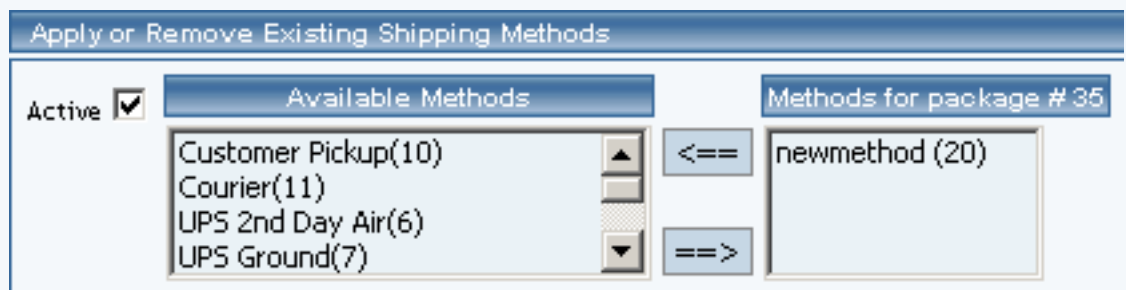 Apply or Remove Existing Shipping Methods
Active
Available Methods
Methods for package # 35
Customer Pickup(10)
Courier(11)
UPS 2nd Day Air(6)
UPS Ground(7)
<==
==>
newmethod (20)